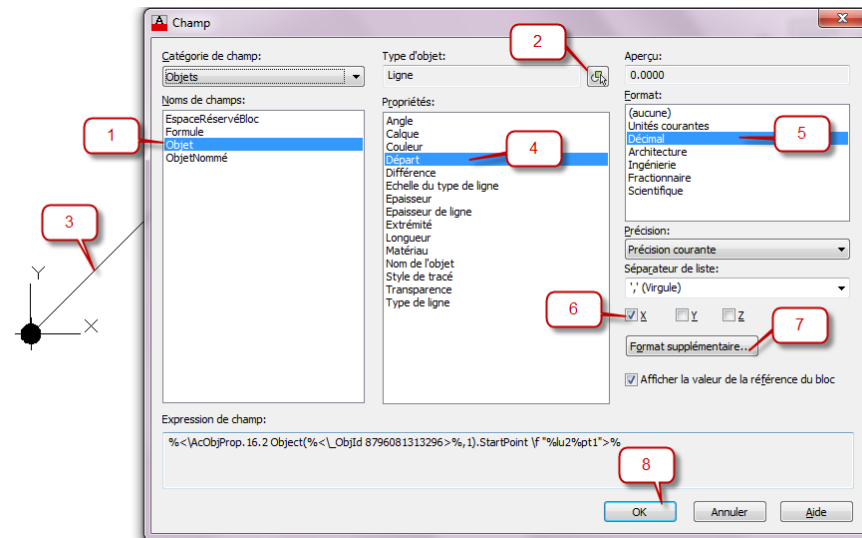 Champ
Catégorie de champ:
Objets
Noms de champs:
EspaceRéservéBloc
Formule
Objet
ObjetNommé
1
3
Y
X
Type d'objet:
Ligne
2
Propriétés:
Angle
Calque
Couleur
Départ
Différence
Echelle du type de ligne
Epaisseur
Epaisseur de ligne
Extrémité
Longueur
Matériau
Nom de l'objet
Style de tracé
Transparence
Type de ligne
4
Aperçu:
0.0000
Format:
(aucune)
Unités courantes
Décimal
Architecture
Ingénierie
Fractionnaire
Scientifique
5
Précision:
Précision courante
Séparateur de liste:
',' (Virgule)
6
X Y Z
7
Format supplémentaire...
Afficher la valeur de la référence du bloc
Expression de champ:
%<\AcObjProp.16.2 Object(%<\_ObjId 8796081313296>%,1).StartPoint \f "%lu2%pt1">%
8
OK Annuler Aide